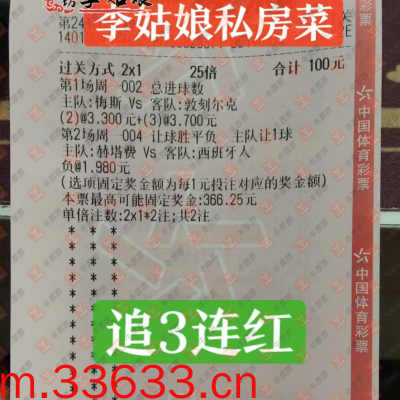 李姑娘私房菜
第24
1401
过关方式 2x1 25倍 合计 100元
第1场周 002 总进球数
主队:梅斯 Vs 客队:敦刻尔克
(2)@3.300元+(3)@3.700元
第2场周 004 让球胜平负 主队让1球
主队:赫塔费 Vs 客队:西班牙人
负@1.980元
(选项固定奖金额为每1元投注对应的奖金额)
本票最高可能固定奖金:366.25元
单倍注数:2x1*2注;共2注
* * *
* * *
* * *
* * *
* * *
* * *
* * *
追3连红
m.33633.cn
中国体育彩票
中国体育彩票
彩票